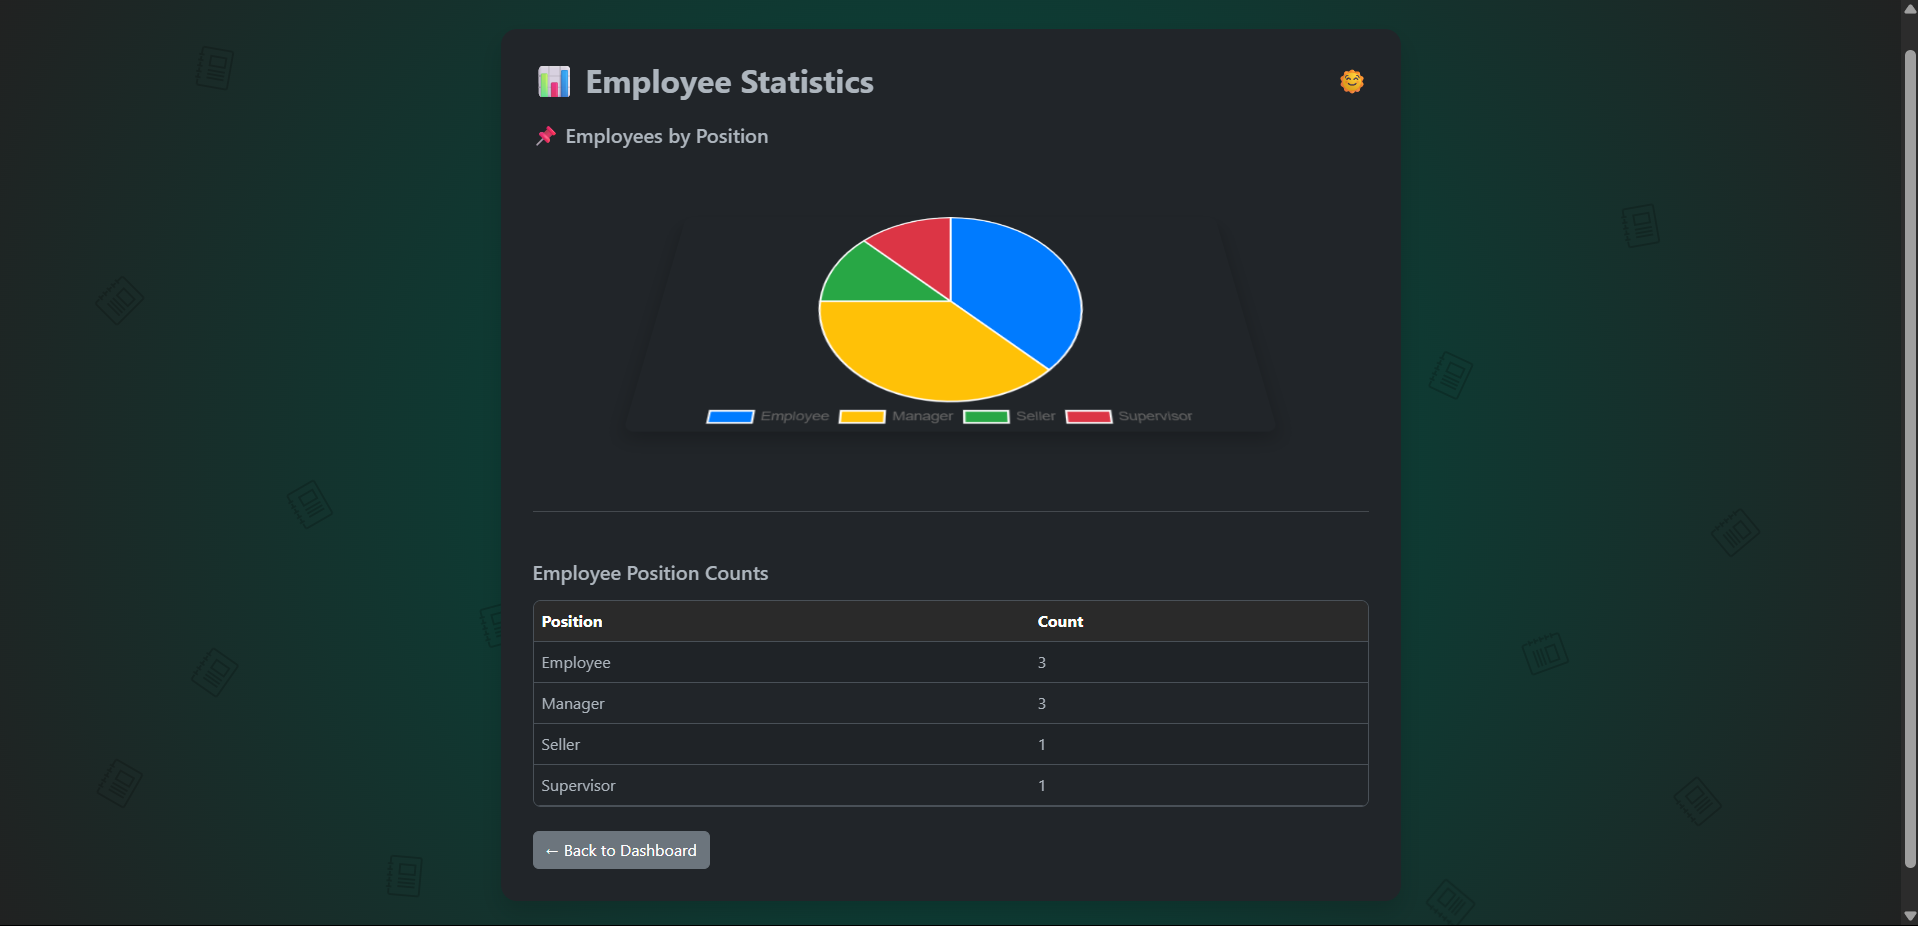 Employee Statistics
Employees by Position
Employee Manager Seller Supervisor
Employee Position Counts
Position Count
Employee 3
Manager 3
Seller 1
Supervisor 1
← Back to Dashboard